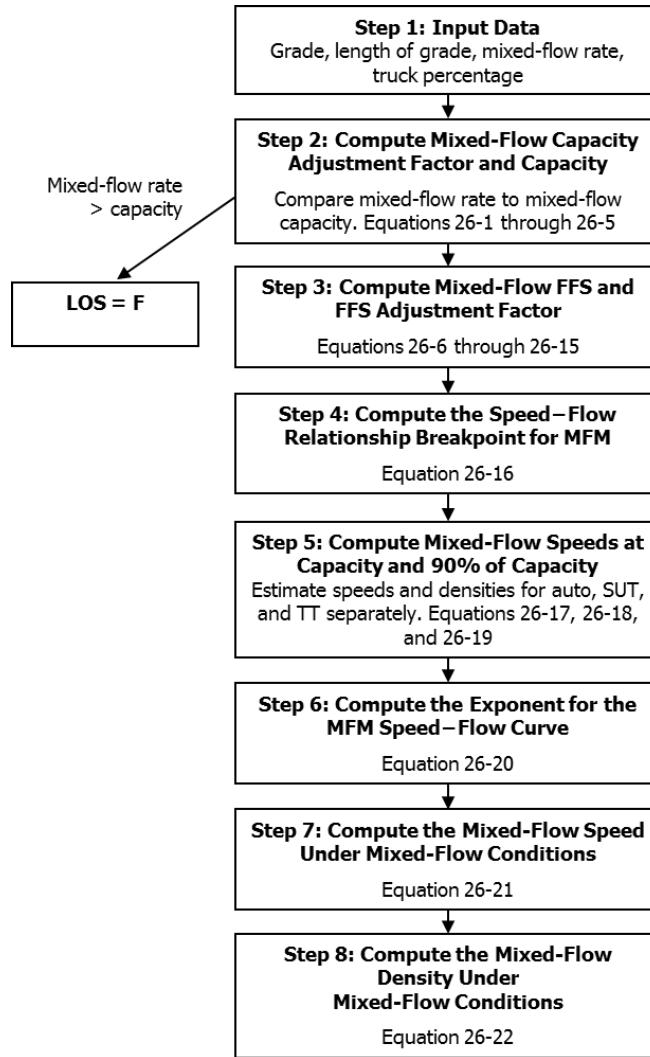 Step 1: Input Data
Grade, length of grade, mixed-flow rate,
truck percentage
Step 2: Compute Mixed-Flow Capacity
Adjustment Factor and Capacity
Compare mixed-flow rate to mixed-flow
capacity. Equations 26-1 through 26-5
Mixed-flow rate
> capacity
LOS = F
Step 3: Compute Mixed-Flow FFS and
FFS Adjustment Factor
Equations 26-6 through 26-15
Step 4: Compute the Speed–Flow
Relationship Breakpoint for MFM
Equation 26-16
Step 5: Compute Mixed-Flow Speeds at
Capacity and 90% of Capacity
Estimate speeds and densities for auto, SUT,
and TT separately. Equations 26-17, 26-18,
and 26-19
Step 6: Compute the Exponent for the
MFM Speed–Flow Curve
Equation 26-20
Step 7: Compute the Mixed-Flow Speed
Under Mixed-Flow Conditions
Equation 26-21
Step 8: Compute the Mixed-Flow
Density Under
Mixed-Flow Conditions
Equation 26-22